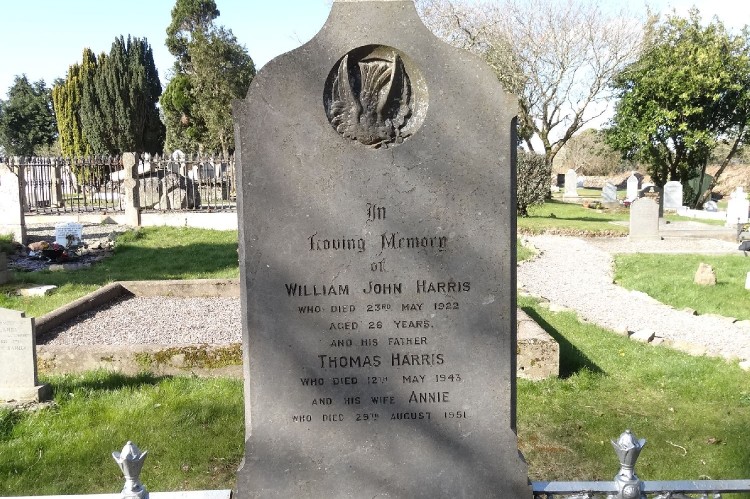 In
Loving Memory
of
WILLIAM JOHN HARRIS
WHO DIED 23RD MAY 1922
AGED 26 YEARS.
AND HIS FATHER
THOMAS HARRIS
WHO DIED 12TH MAY 1943
AND HIS WIFE ANNIE
WHO DIED 29TH AUGUST 1951